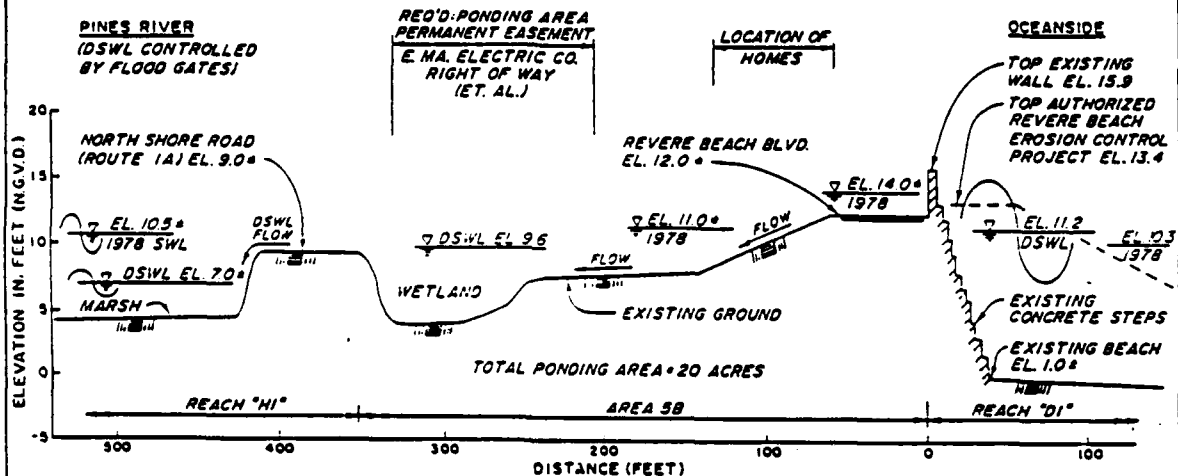 PINES RIVER
(DSWL CONTROLLED
BY FLOOD GATES)
REQ'D: PONDING AREA
PERMANENT EASEMENT
E. MA. ELECTRIC CO.
RIGHT OF WAY
(ET. AL.)
LOCATION OF
HOMES
OCEANSIDE
TOP EXISTING
WALL EL. 15.9
TOP AUTHORIZED
REVERE BEACH
EROSION CONTROL
PROJECT EL. 13.4
NORTH SHORE ROAD
(ROUTE 1A) EL. 9.0±
REVERE BEACH BLVD.
EL. 12.0±
EL. 14.0±
1978
EL. 10.5±
1978 SWL
DSWL
FLOW
EL. 11.0±
1978
FLOW
EL. 11.2
DSWL
EL. 10.3
1978
DSWL EL. 7.0±
DSWL EL 9.6
FLOW
MARSH
WETLAND
EXISTING GROUND
EXISTING
CONCRETE STEPS
EXISTING BEACH
EL. 1.0±
TOTAL PONDING AREA = 20 ACRES
REACH "H1"
AREA 5B
REACH "D1"
ELEVATION IN. FEET (N.G.V.D.)
20
15
10
5
0
-5
500
400
300
200
100
0
100
DISTANCE (FEET)